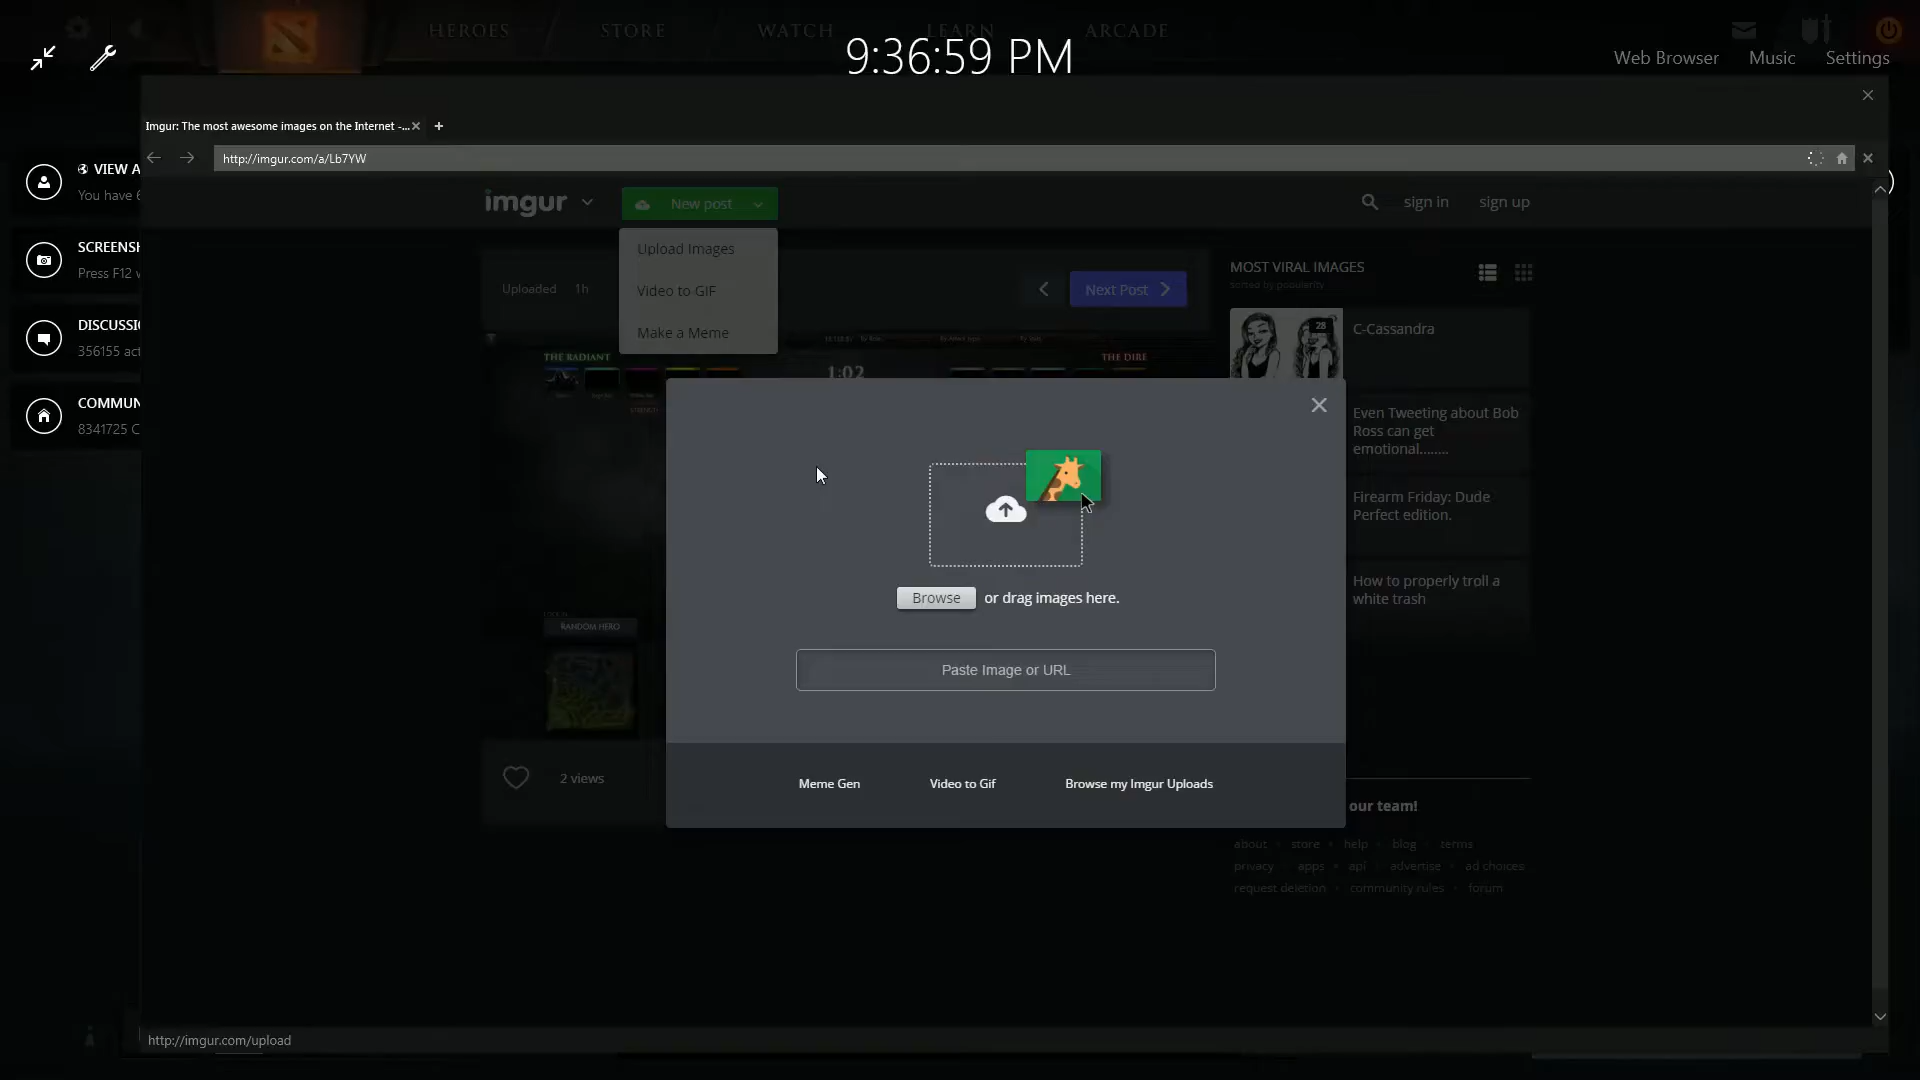 HEROES
STORE
WATCH
LEARN
ARCADE
9:36:59 PM
Web Browser
Music
Settings
Imgur: The most awesome images on the Internet -...
http://imgur.com/a/Lb7YW
VIEW A
You have 6
SCREENSH
Press F12 w
DISCUSSI
356155 act
COMMUN
8341725 C
imgur
New post
sign in
sign up
Upload Images
Video to GIF
Make a Meme
Uploaded 1h
Next Post
MOST VIRAL IMAGES
sorted by popularity
28
C-Cassandra
Even Tweeting about Bob
Ross can get
emotional........
Firearm Friday: Dude
Perfect edition.
How to properly troll a
white trash
THE RADIANT
1:02
THE DIRE
Browse or drag images here.
Paste Image or URL
RANDOM HERO
2 views
Meme Gen
Video to Gif
Browse my Imgur Uploads
our team!
about store help blog terms
privacy apps api advertise ad choices
request deletion community rules forum
http://imgur.com/upload